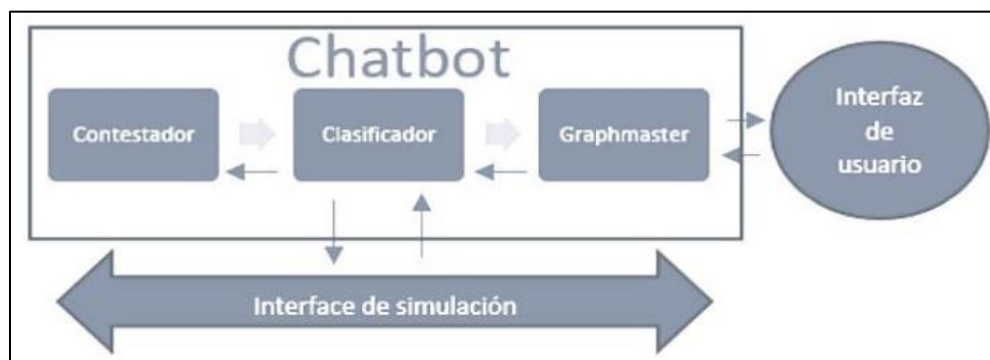 Chatbot
Contestador
Clasificador
Graphmaster
Interfaz
de
usuario
Interface de simulación